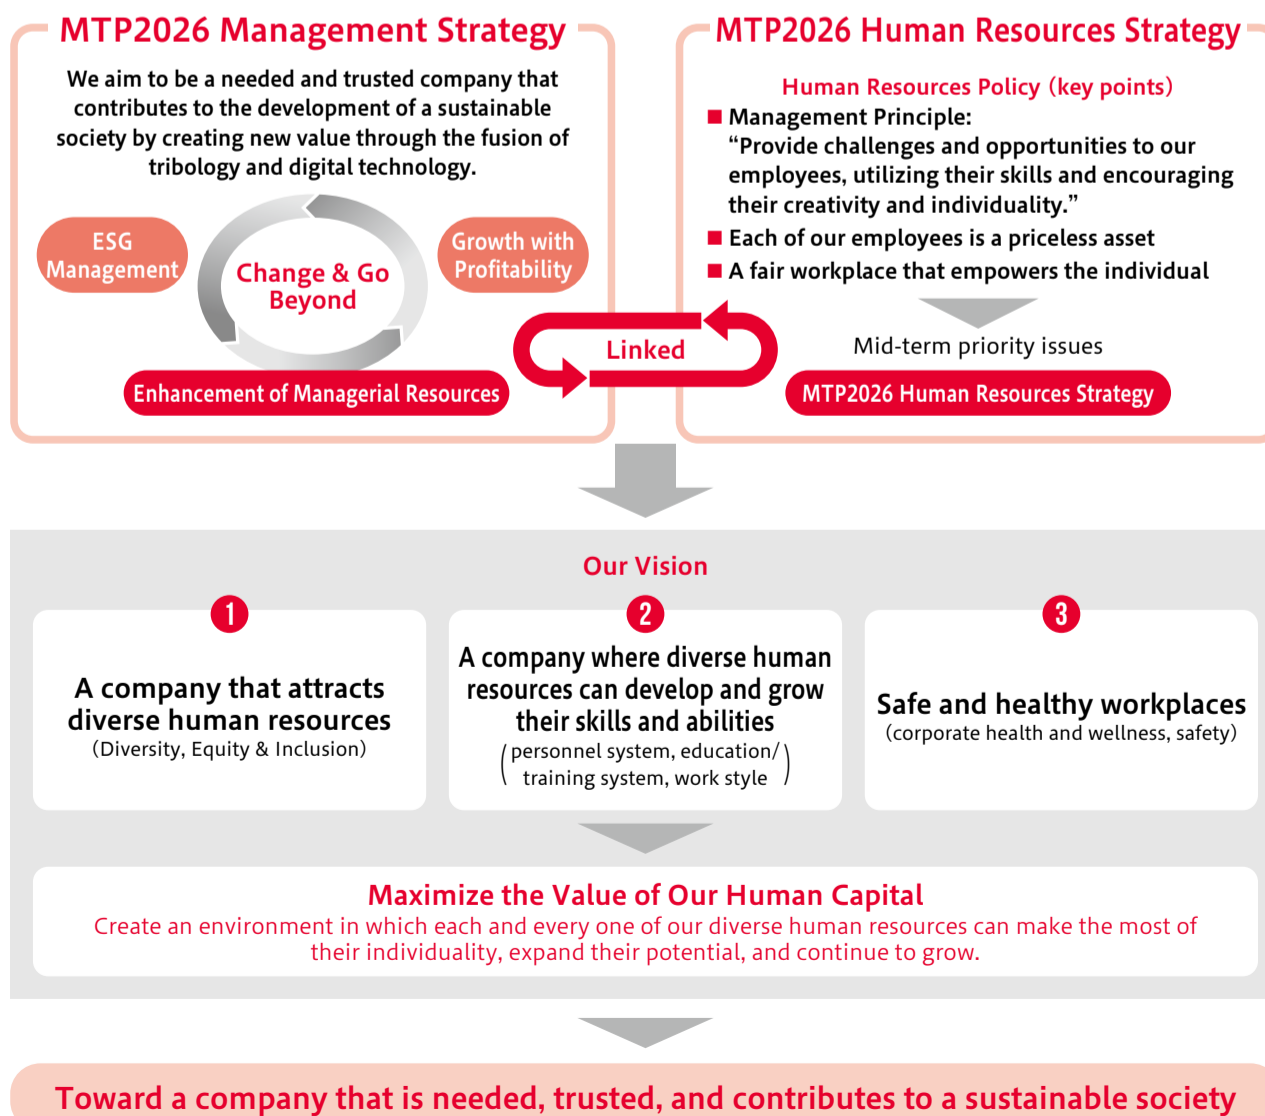 MTP2026 Management Strategy
We aim to be a needed and trusted company that
contributes to the development of a sustainable
society by creating new value through the fusion of
tribology and digital technology.
ESG
Management
Change & Go
Beyond
Growth with
Profitability
Enhancement of Managerial Resources
Linked
MTP2026 Human Resources Strategy
Human Resources Policy (key points)
■ Management Principle:
“Provide challenges and opportunities to our
employees, utilizing their skills and encouraging
their creativity and individuality.”
■ Each of our employees is a priceless asset
■ A fair workplace that empowers the individual
Mid-term priority issues
MTP2026 Human Resources Strategy
Our Vision
1
A company that attracts
diverse human resources
(Diversity, Equity & Inclusion)
2
A company where diverse human
resources can develop and grow
their skills and abilities
(personnel system, education/
training system, work style)
3
Safe and healthy workplaces
(corporate health and wellness, safety)
Maximize the Value of Our Human Capital
Create an environment in which each and every one of our diverse human resources can make the most of
their individuality, expand their potential, and continue to grow.
Toward a company that is needed, trusted, and contributes to a sustainable society